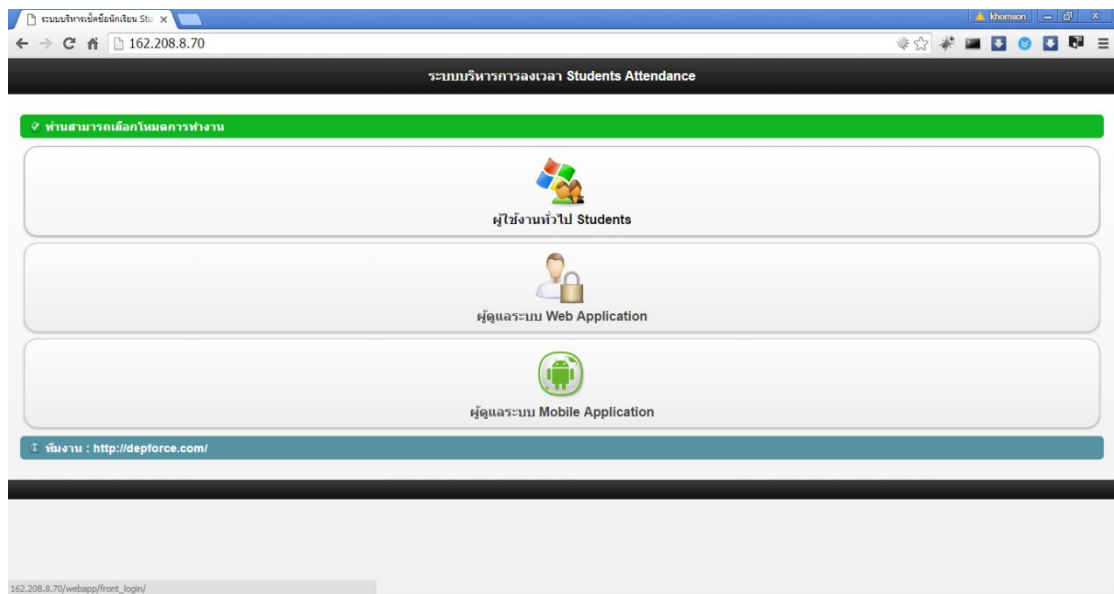 ระบบบริหารเช็คชื่อนักเรียน Stu
khomson
162.208.8.70
ระบบบริหารการลงเวลา Students Attendance
ท่านสามารถเลือกโหมดการทำงาน
ผู้ใช้งานทั่วไป Students
ผู้ดูแลระบบ Web Application
ผู้ดูแลระบบ Mobile Application
ทีมงาน : http://depforce.com/
162.208.8.70/webapp/front_login/